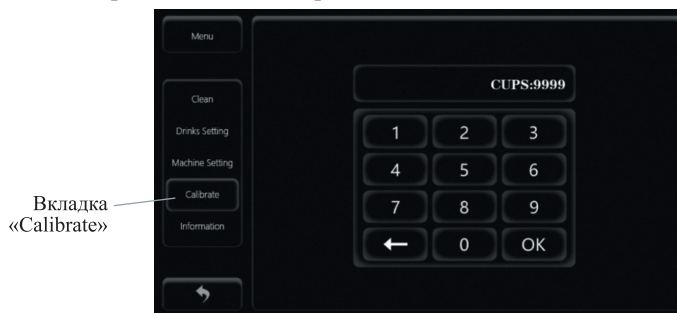 Menu
CUPS:9999
Clean
Drinks Setting
Machine Setting
Calibrate
Information
1 2 3
4 5 6
7 8 9
← 0 OK
Вкладка
«Calibrate»